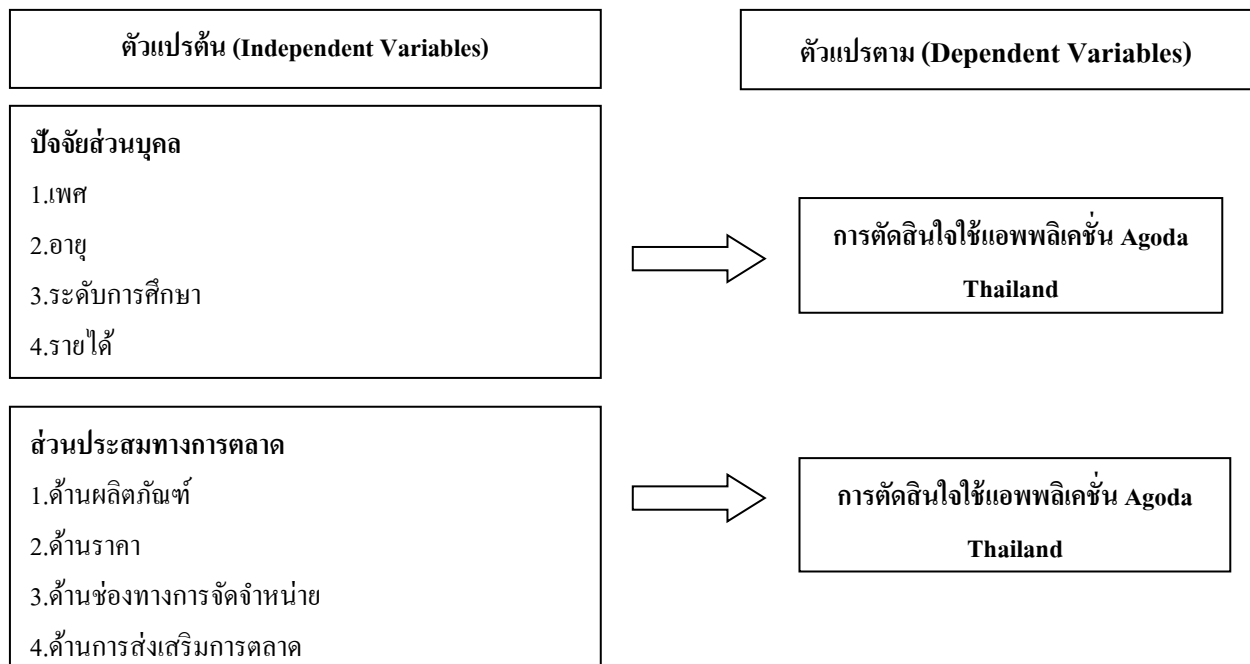 ตัวแปรต้น (Independent Variables)
ตัวแปรตาม (Dependent Variables)
ปัจจัยส่วนบุคล
1.เพศ
2.อายุ
3.ระดับการศึกษา
4.รายได้
การตัดสินใจใช้แอพพลิเคชั่น Agoda
Thailand
ส่วนประสมทางการตลาด
1.ด้านผลิตภัณฑ์
2.ด้านราคา
3.ด้านช่องทางการจัดจำหน่าย
4.ด้านการส่งเสริมการตลาด
การตัดสินใจใช้แอพพลิเคชั่น Agoda
Thailand